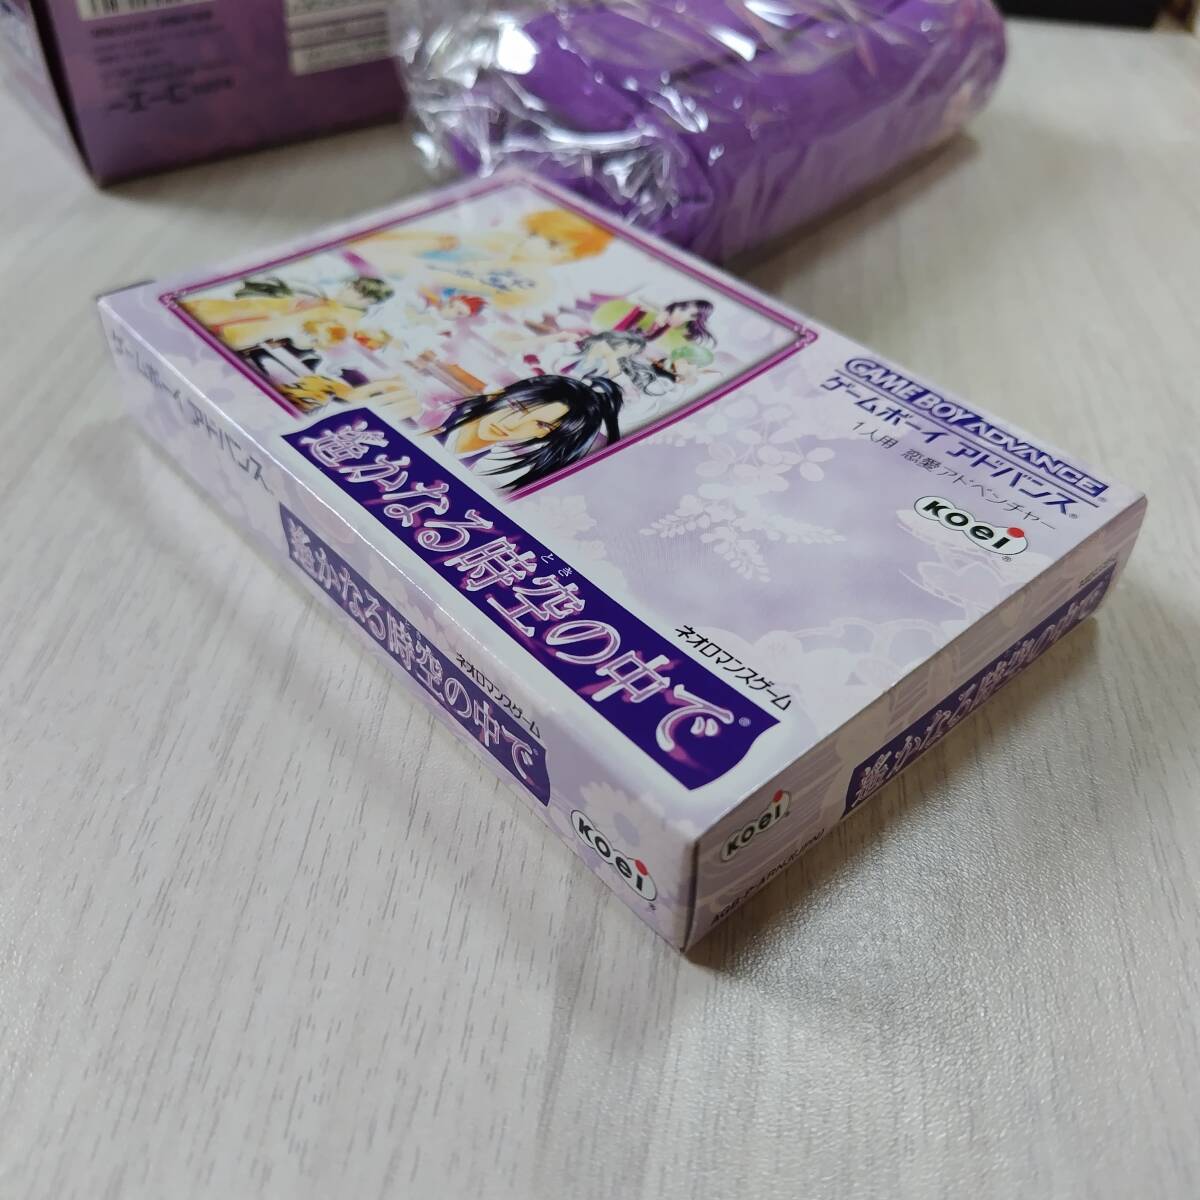 GAME BOY ADVANCE
ゲームボーイ アドバンス®
1人用 恋愛アドベンチャー
KOEI®
ネオロマンスゲーム
とき
遙かなる時空の中で®
ゲームボーイ アドバンス
ネオロマンスゲーム
遙かなる時空の中で
KOEI
KOEI
遙かなる時空の中で